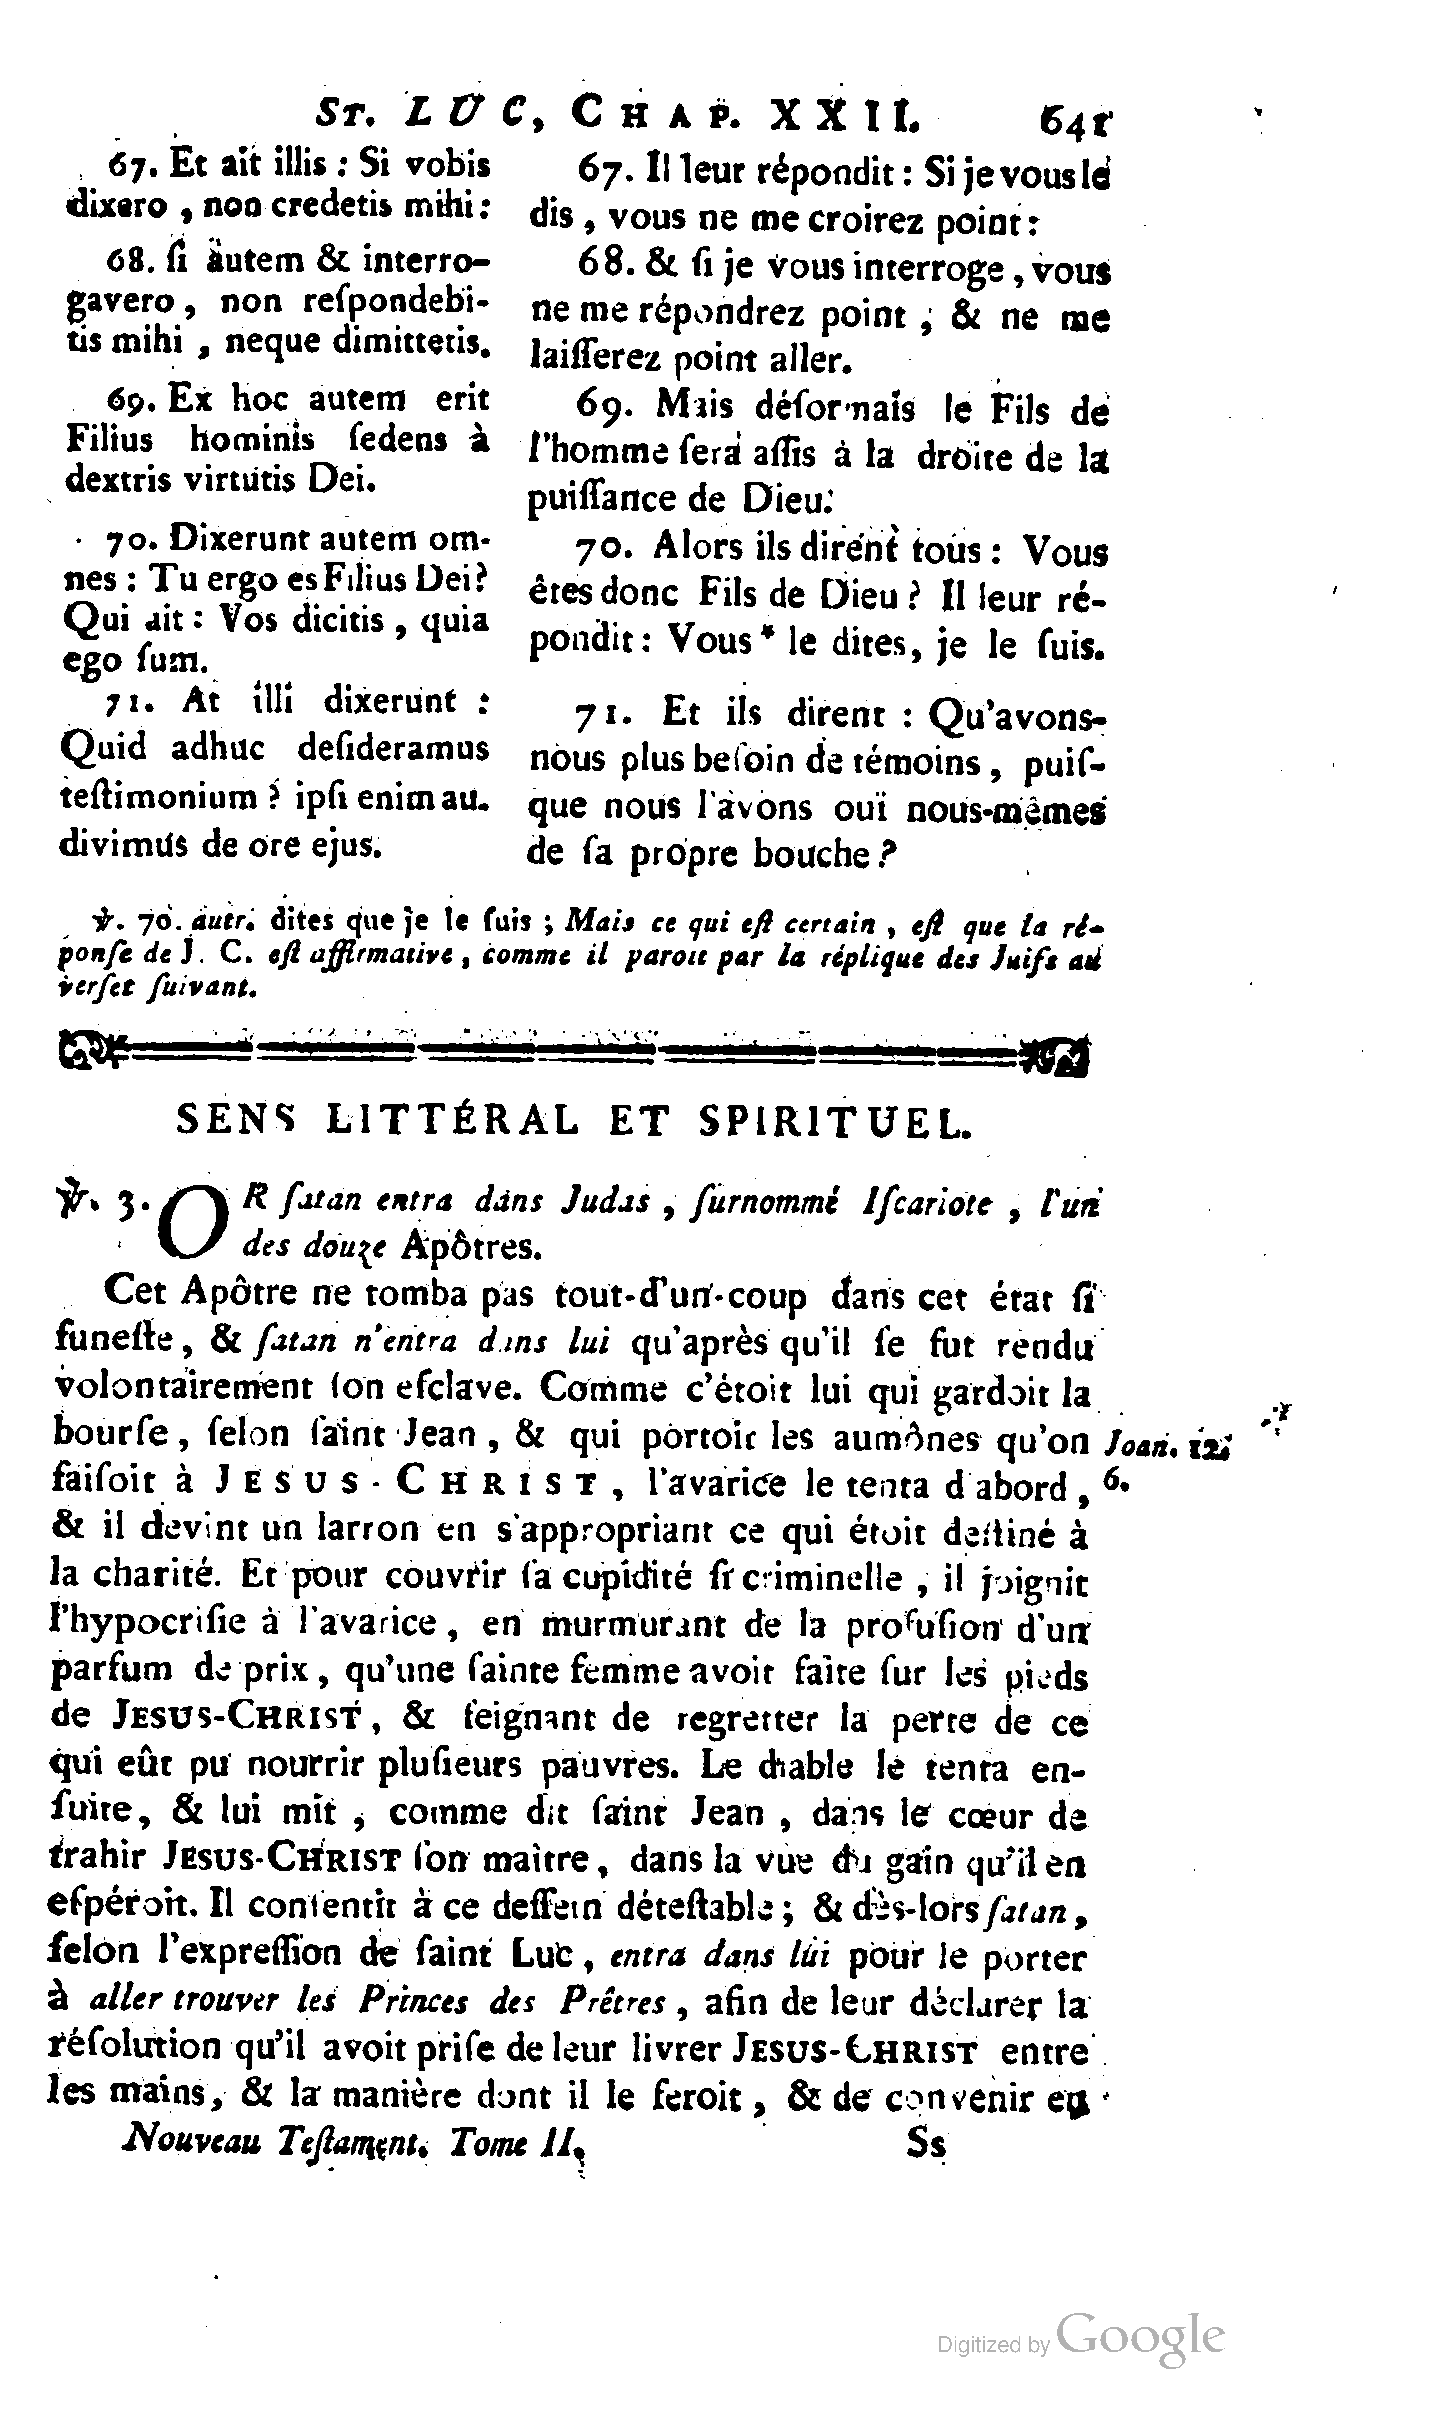 ST. LUC, CHAP. XXII. 641
67. Et ait illis : Si vobis
dixero , non credetis mihi :
68. ſi autem & interro-
gavero , non reſpondebi-
tis mihi , neque dimittetis.
69. Ex hoc autem erit
Filius hominis ſedens à
dextris virtutis Dei.
70. Dixerunt autem om-
nes : Tu ergo es Filius Dei ?
Qui ait : Vos dicitis , quia
ego ſum.
71. At illi dixerunt :
Quid adhuc deſideramus
teſtimonium ? ipſi enim au-
divimus de ore ejus.
67. Il leur répondit : Si je vous le
dis , vous ne me croirez point :
68. & ſi je vous interroge , vous
ne me répondrez point , & ne me
laiſſerez point aller.
69. Mais déſormais le Fils de
l'homme ſera aſſis à la droite de la
puiſſance de Dieu.
70. Alors ils dirent tous : Vous
êtes donc Fils de Dieu ? Il leur ré-
pondit : Vous * le dites, je le ſuis.
71. Et ils dirent : Qu'avons-
nous plus beſoin de témoins , puiſ-
que nous l'avons ouï nous-mêmes
de ſa propre bouche ?
℣. 70. autr. dites que je le ſuis ; Mais ce qui eſt certain , eſt que la ré-
ponſe de J. C. eſt affirmative , comme il paroît par la réplique des Juifs au
verſet ſuivant.
SENS LITTÉRAL ET SPIRITUEL.
℣. 3. OR ſatan entra dans Judas , ſurnommé Iſcariote , l'un
des douze Apôtres.
Cet Apôtre ne tomba pas tout-d'un-coup dans cet état ſi
funeſte , & ſatan n'entra dans lui qu'après qu'il ſe fut rendu
volontairement ſon eſclave. Comme c'étoit lui qui gardoit la
bourſe , ſelon ſaint Jean , & qui portoit les aumônes qu'on
faiſoit à JESUS-CHRIST , l'avarice le tenta d'abord ,
Joan. 12.
6.
& il devint un larron en s'appropriant ce qui étoit deſtiné à
la charité. Et pour couvrir ſa cupidité ſi criminelle , il joignit
l'hypocriſie à l'avarice , en murmurant de la profuſion d'un
parfum de prix , qu'une ſainte femme avoit faite ſur les pieds
de JESUS-CHRIST , & feignant de regretter la perte de ce
qui eût pu nourrir pluſieurs pauvres. Le diable le tenta en-
ſuite, & lui mit , comme dit ſaint Jean , dans le cœur de
trahir JESUS-CHRIST ſon maître, dans la vûe du gain qu'il en
eſpéroit. Il conſentit à ce deſſein déteſtable ; & dès-lors ſatan ,
ſelon l'expreſſion de ſaint Luc , entra dans lui pour le porter
à aller trouver les Princes des Prêtres , afin de leur déclarer la
réſolution qu'il avoit priſe de leur livrer JESUS-CHRIST entre
les mains, & la manière dont il le feroit , & de convenir en
Nouveau Teſtament. Tome II. Ss
Digitized by Google